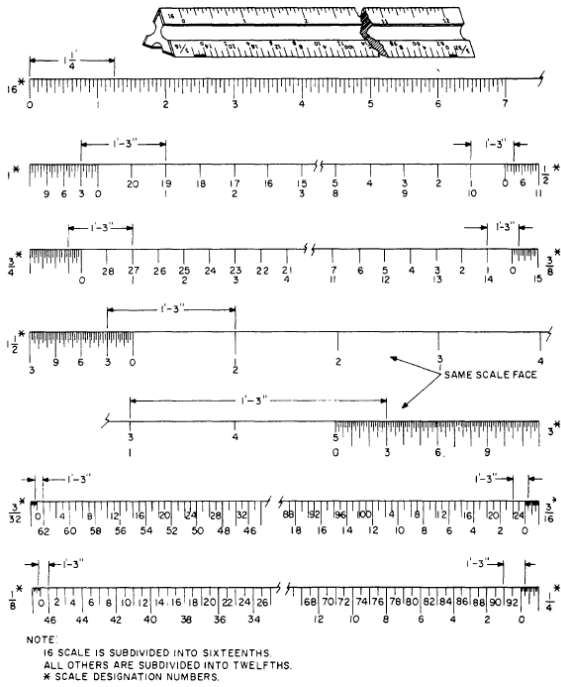 16 0 1 2 11 12
1 1/4'
16* 0 1 2 3 4 5 6 7
1'-3" 1'-3"
1* 1/2*
20 19 18 17 16 15 5 4 3 2 1 0 6
9 6 3 0 1 2 3 8 9 10 11
1'-3" 1'-3"
3/4* 3/8*
28 27 26 25 24 23 22 21 7 6 5 4 3 2 1 0
0 1 2 3 4 11 12 13 14 15
1'-3"
1 1/2*
3 9 6 3 0 1 2 2 3 1 4
SAME SCALE FACE
1'-3"
3*
3 4 5
1 0 3 6 9
1'-3" 1'-3"
3/32* 3/16*
0 4 8 12 16 20 24 28 32 88 92 96 100 4 8 12 16 20 24
62 60 58 56 54 52 50 48 46 18 16 14 12 10 8 6 4 2 0
1'-3" 1'-3"
1/8* 1/4*
0 2 4 6 8 10 12 14 16 18 20 22 24 26 68 70 72 74 76 78 80 82 84 86 88 90 92
46 44 42 40 38 36 34 12 10 8 6 4 2 0
NOTE:
16 SCALE IS SUBDIVIDED INTO SIXTEENTHS.
ALL OTHERS ARE SUBDIVIDED INTO TWELFTHS.
* SCALE DESIGNATION NUMBERS.